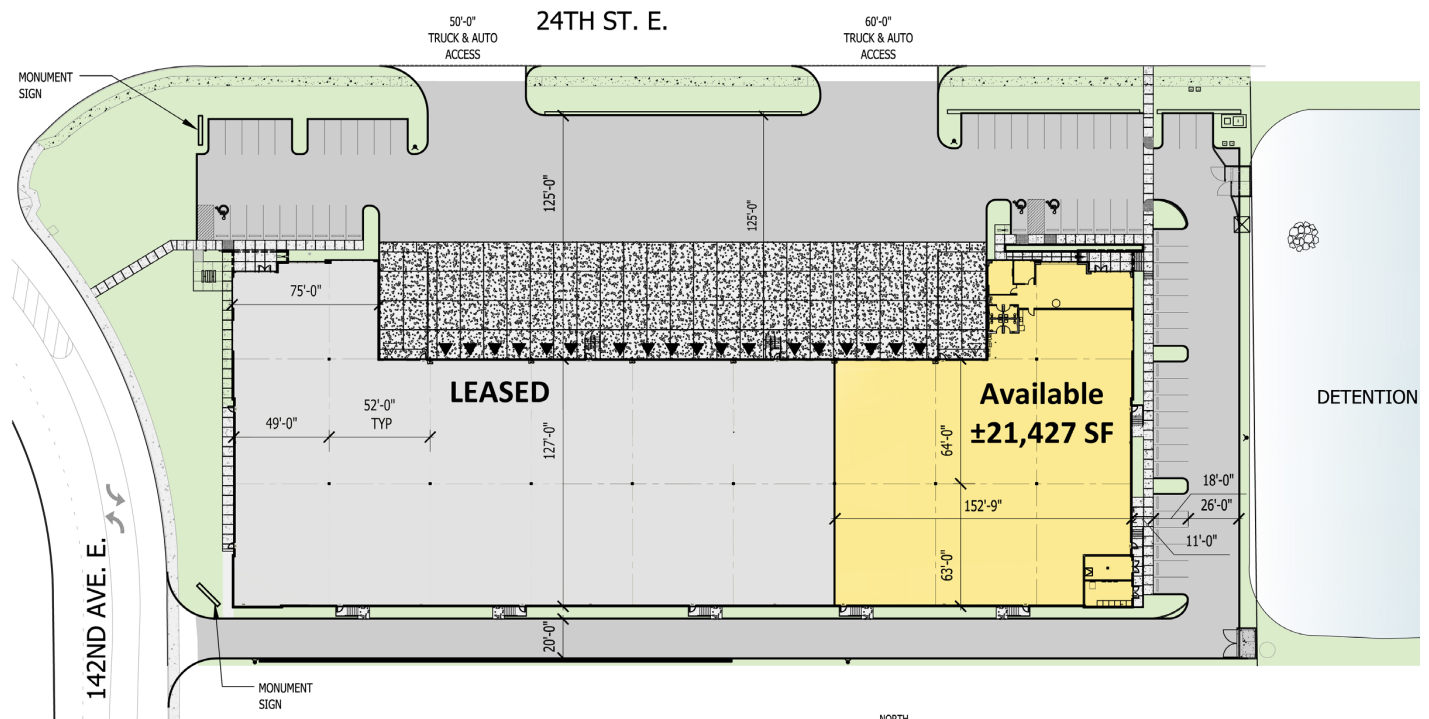 24TH ST. E.
50'-0"
TRUCK & AUTO
ACCESS
60'-0"
TRUCK & AUTO
ACCESS
MONUMENT
SIGN
125'-0"
125'-0"
75'-0"
LEASED
Available
±21,427 SF
DETENTION
49'-0"
52'-0"
TYP
127'-0"
64'-0"
152'-9"
18'-0"
26'-0"
11'-0"
63'-0"
20'-0"
142ND AVE. E.
MONUMENT
SIGN
NORTH